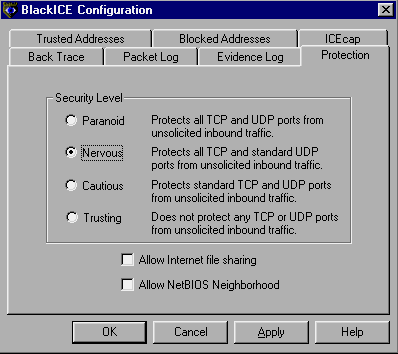 BlackICE Configuration
Trusted Addresses
Blocked Addresses
ICEcap
Back Trace
Packet Log
Evidence Log
Protection
Security Level
Paranoid
Protects all TCP and UDP ports from
unsolicited inbound traffic.
Nervous
Protects all TCP and standard UDP
ports from unsolicited inbound traffic.
Cautious
Protects standard TCP and UDP ports
from unsolicited inbound traffic.
Trusting
Does not protect any TCP or UDP ports
from unsolicited inbound traffic.
Allow Internet file sharing
Allow NetBIOS Neighborhood
OK
Cancel
Apply
Help